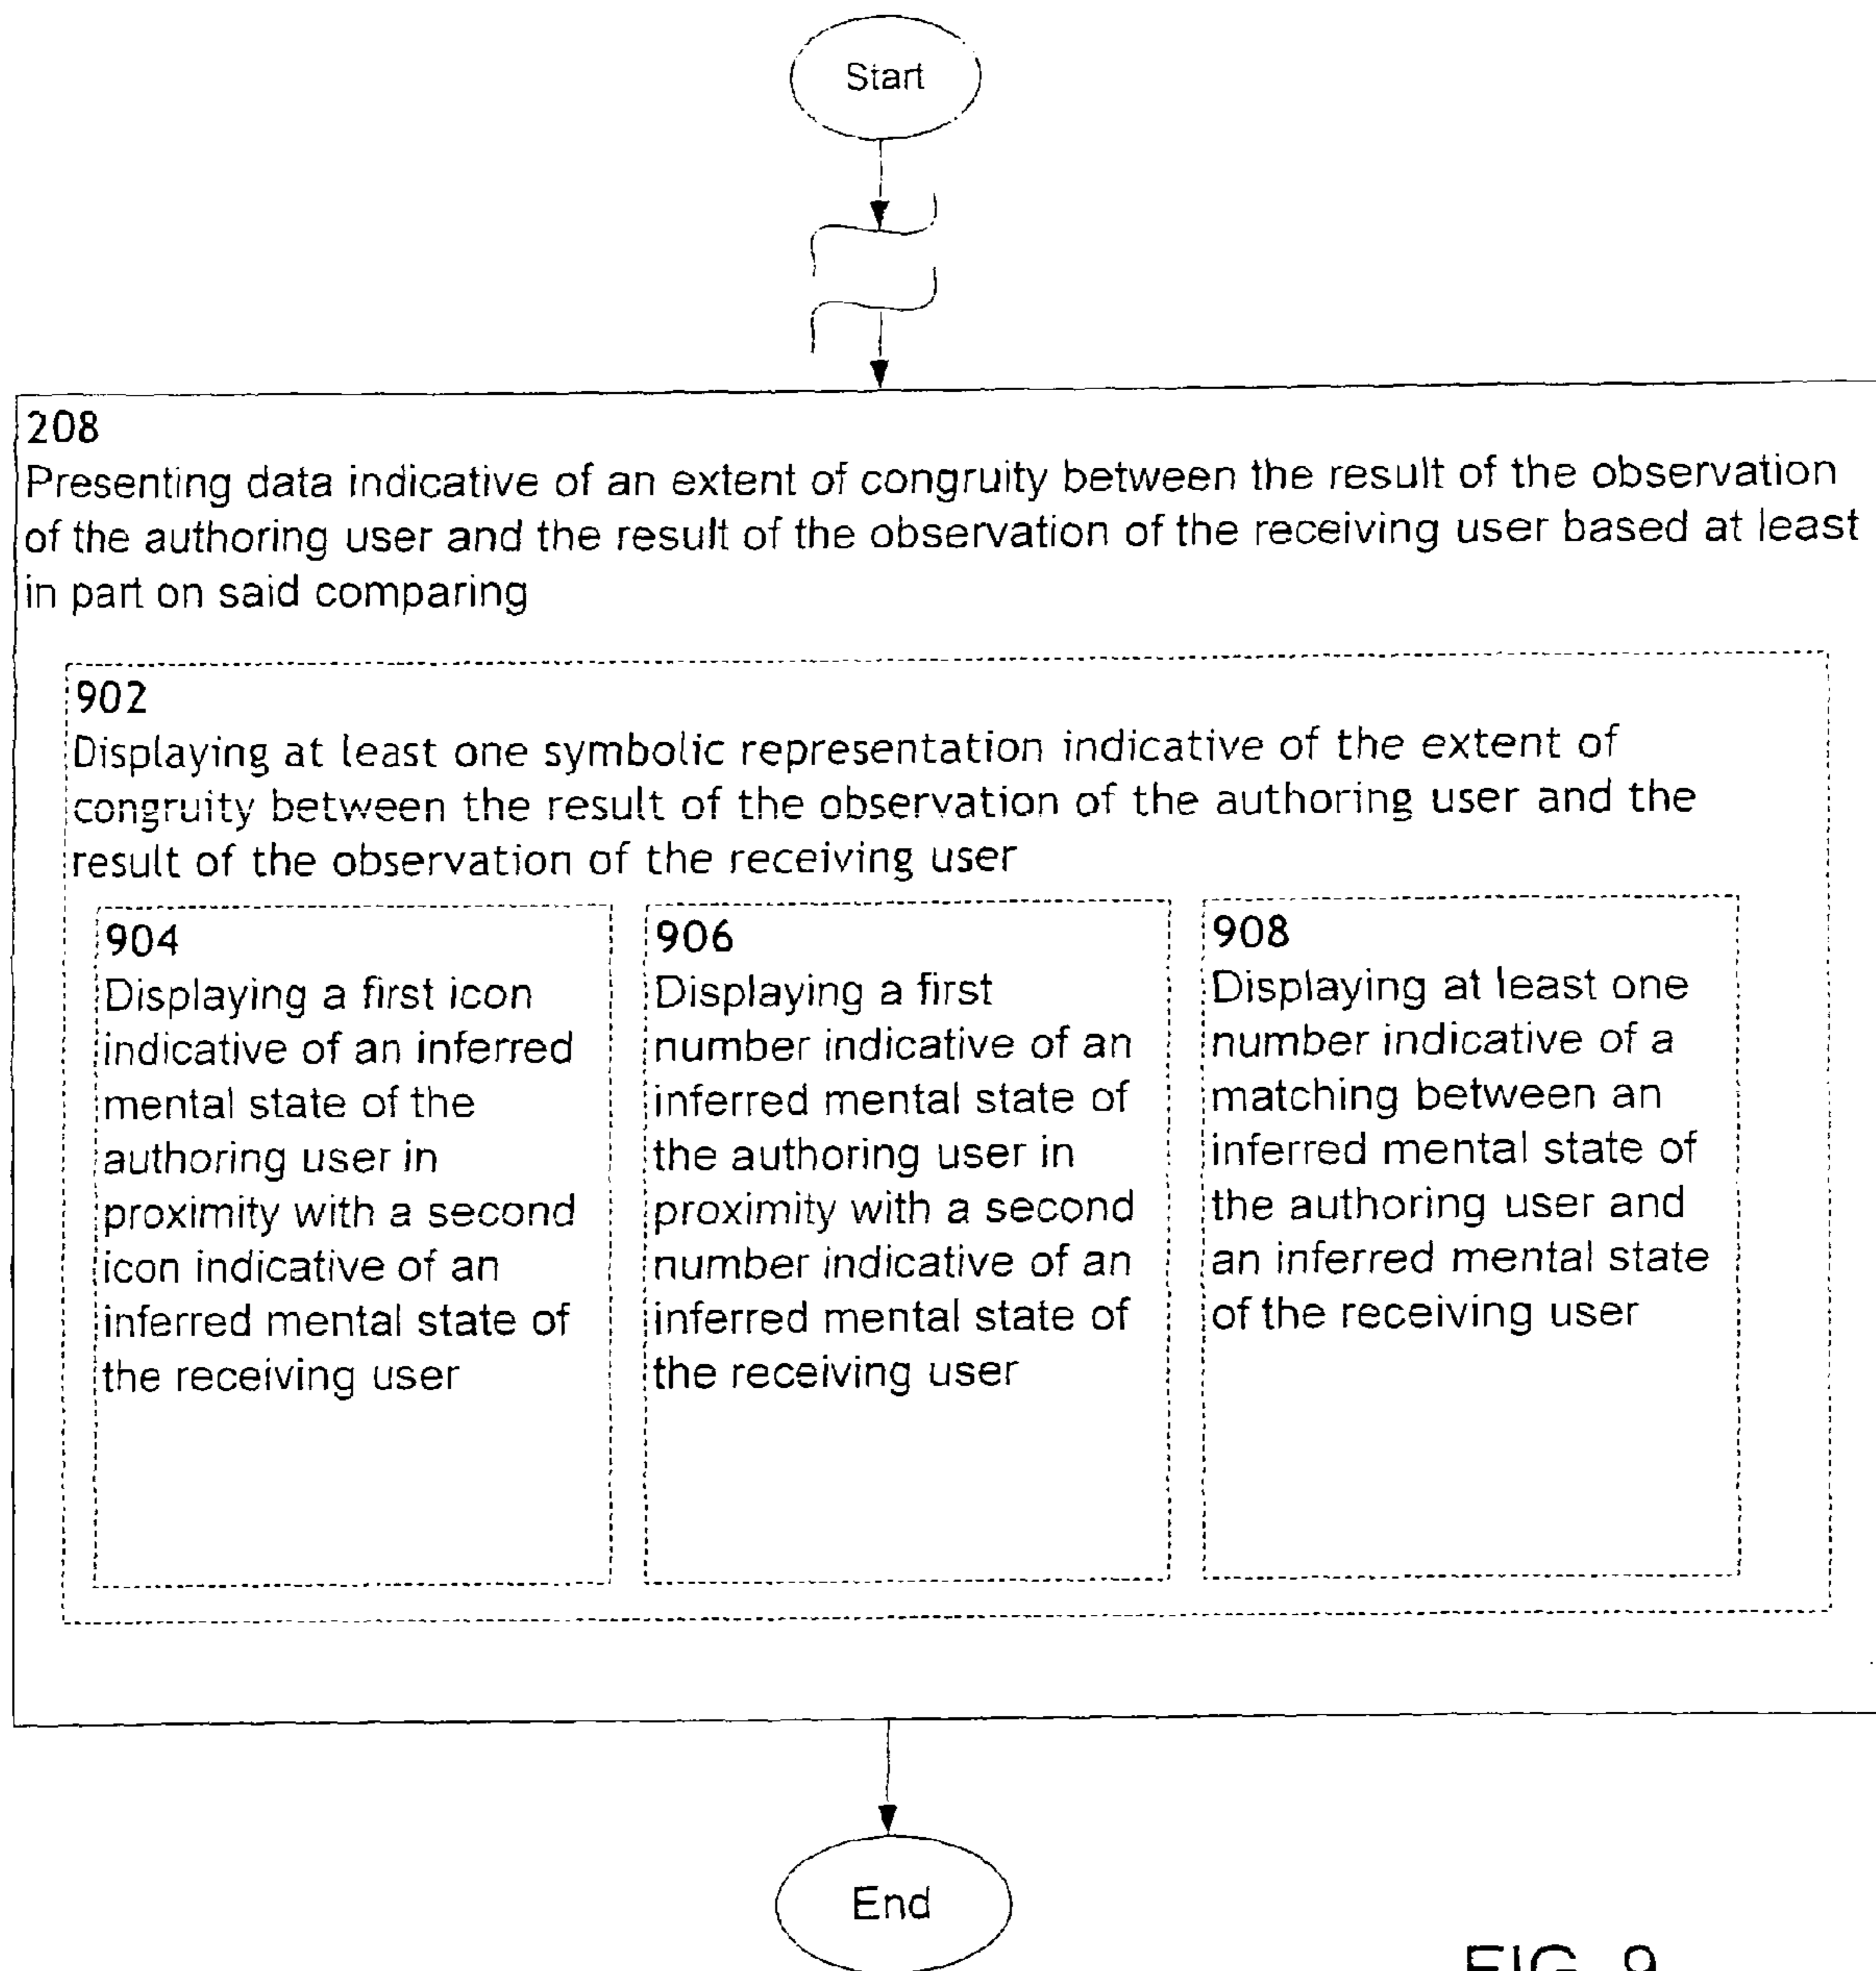 Start
208
Presenting data indicative of an extent of congruity between the result of the observation
of the authoring user and the result of the observation of the receiving user based at least
in part on said comparing
902
Displaying at least one symbolic representation indicative of the extent of
congruity between the result of the observation of the authoring user and the
result of the observation of the receiving user
904
Displaying a first icon
indicative of an inferred
mental state of the
authoring user in
proximity with a second
icon indicative of an
inferred mental state of
the receiving user
906
Displaying a first
number indicative of an
inferred mental state of
the authoring user in
proximity with a second
number indicative of an
inferred mental state of
the receiving user
908
Displaying at least one
number indicative of a
matching between an
inferred mental state of
the authoring user and
an inferred mental state
of the receiving user
End
FIG. 9